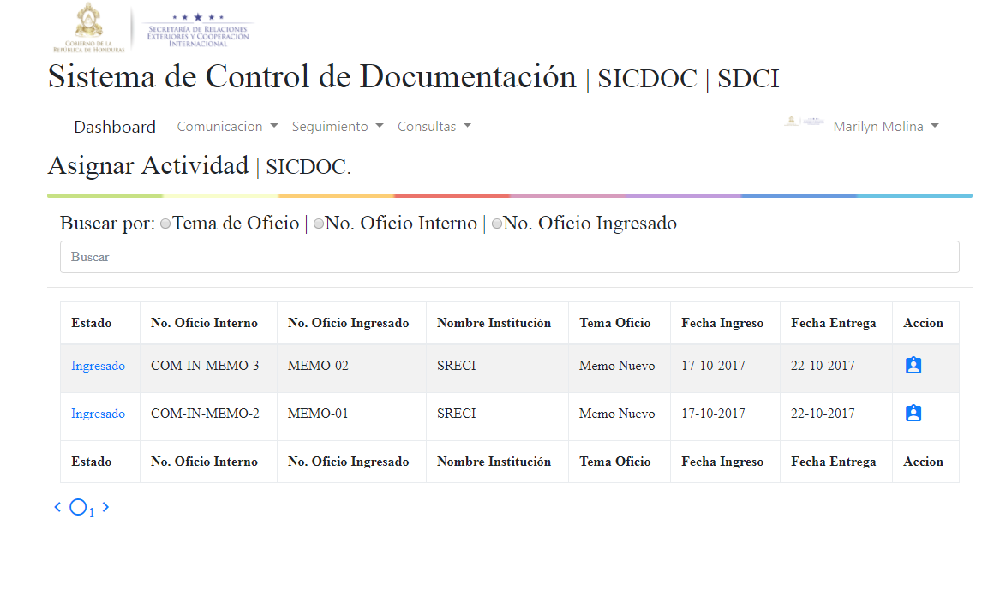 GOBIERNO DE LA
REPÚBLICA DE HONDURAS
SECRETARÍA DE RELACIONES
EXTERIORES Y COOPERACIÓN
INTERNACIONAL
Sistema de Control de Documentación | SICDOC | SDCI
Dashboard Comunicacion Seguimiento Consultas Marilyn Molina
Asignar Actividad | SICDOC.
Buscar por: Tema de Oficio | No. Oficio Interno | No. Oficio Ingresado
Buscar
Estado No. Oficio Interno No. Oficio Ingresado Nombre Institución Tema Oficio Fecha Ingreso Fecha Entrega Accion
Ingresado COM-IN-MEMO-3 MEMO-02 SRECI Memo Nuevo 17-10-2017 22-10-2017
Ingresado COM-IN-MEMO-2 MEMO-01 SRECI Memo Nuevo 17-10-2017 22-10-2017
Estado No. Oficio Interno No. Oficio Ingresado Nombre Institución Tema Oficio Fecha Ingreso Fecha Entrega Accion
1